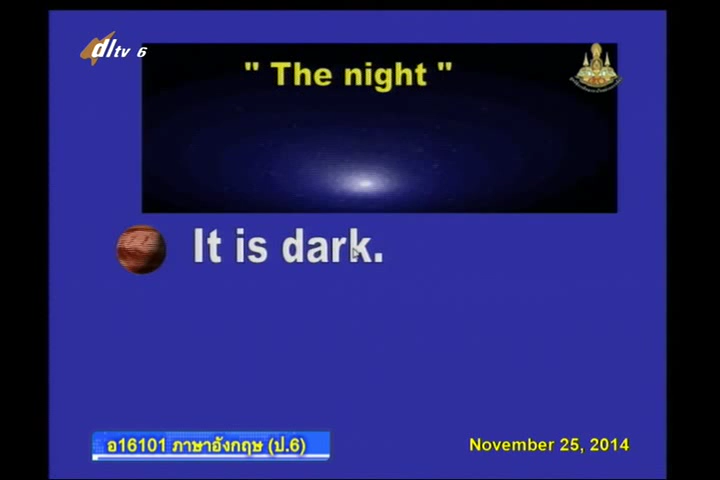 dltv 6
" The night "
It is dark.
อ16101 ภาษาอังกฤษ (ป.6)
November 25, 2014